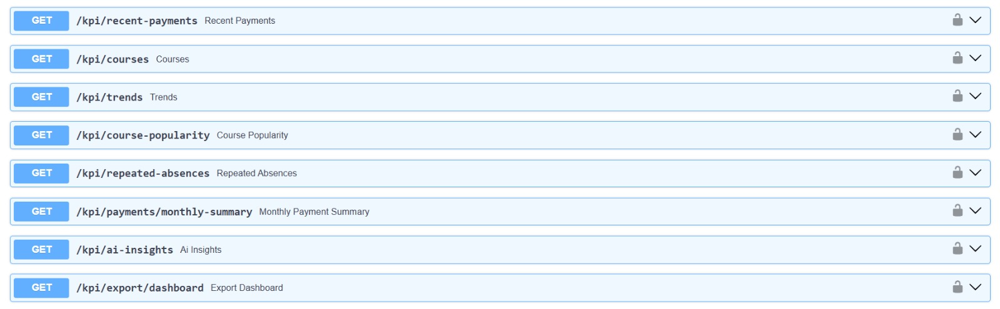 GET /kpi/recent-payments Recent Payments
GET /kpi/courses Courses
GET /kpi/trends Trends
GET /kpi/course-popularity Course Popularity
GET /kpi/repeated-absences Repeated Absences
GET /kpi/payments/monthly-summary Monthly Payment Summary
GET /kpi/ai-insights Ai Insights
GET /kpi/export/dashboard Export Dashboard